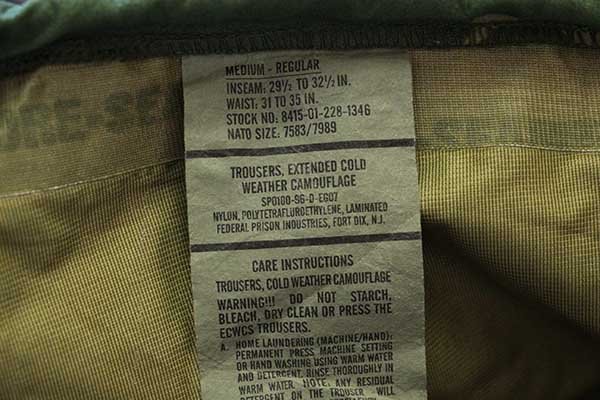 MEDIUM - REGULAR
INSEAM: 29½ TO 32½ IN.
WAIST: 31 TO 35 IN.
STOCK NO: 8415-01-228-1346
NATO SIZE: 7583/7989
TROUSERS, EXTENDED COLD
WEATHER CAMOUFLAGE
SPO100-96-D-EG07
NYLON, POLYTETRAFLUROETHYLENE, LAMINATED
FEDERAL PRISON INDUSTRIES, FORT DIX, N.J.
CARE INSTRUCTIONS
TROUSERS, COLD WEATHER CAMOUFLAGE
WARNING!!! DO NOT STARCH,
BLEACH, DRY CLEAN OR PRESS THE
ECWCS TROUSERS.
A. HOME LAUNDERING (MACHINE/HAND):
PERMANENT PRESS MACHINE SETTING
OR HAND WASHING USING WARM WATER
AND DETERGENT. RINSE THOROUGHLY IN
WARM WATER. NOTE, ANY RESIDUAL
DETERGENT ON THE TROUSER WILL